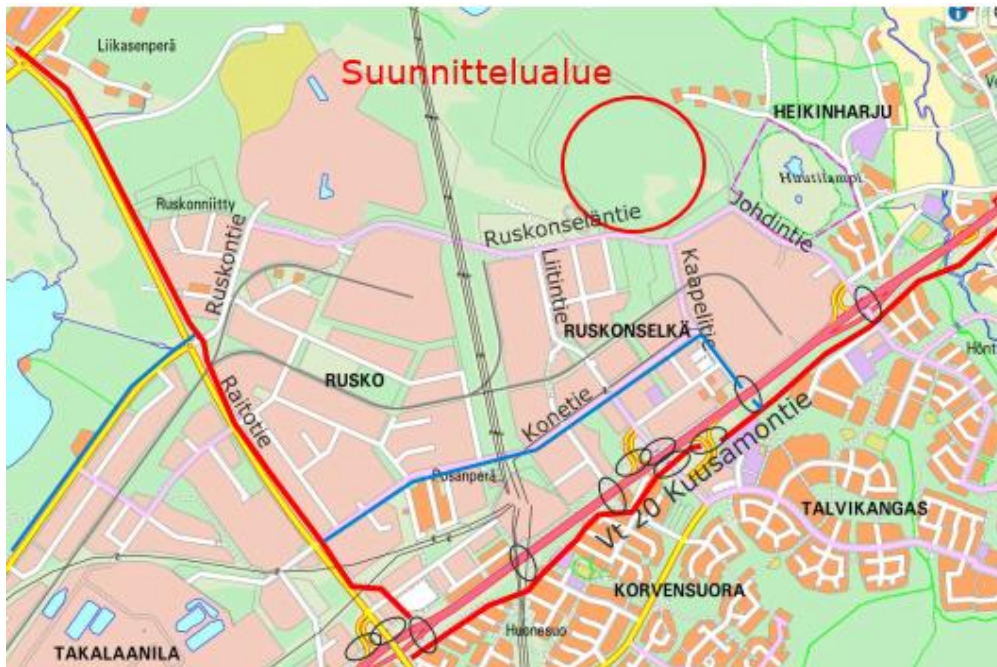 Liikasenperä
Suunnittelualue
HEIKINHARJU
Huutilampi
Ruskonniitty
Ruskonseläntie
Johdintie
Ruskontie
Liitintie
Kaapelitie
RUSKONSELKÄ
RUSKO
Raitotie
Konetie
Posanperä
Vt 20 Kuusamontie
TALVIKANGAS
KORVENSUORA
Huonesuo
TAKALAANILA